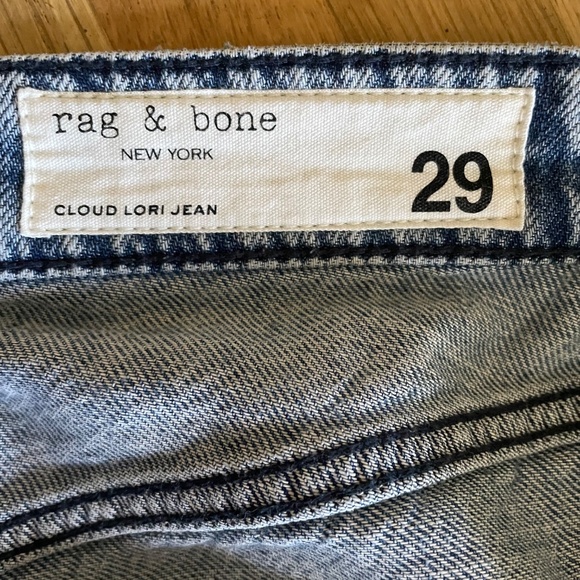 rag & bone
NEW YORK
CLOUD LORI JEAN
29